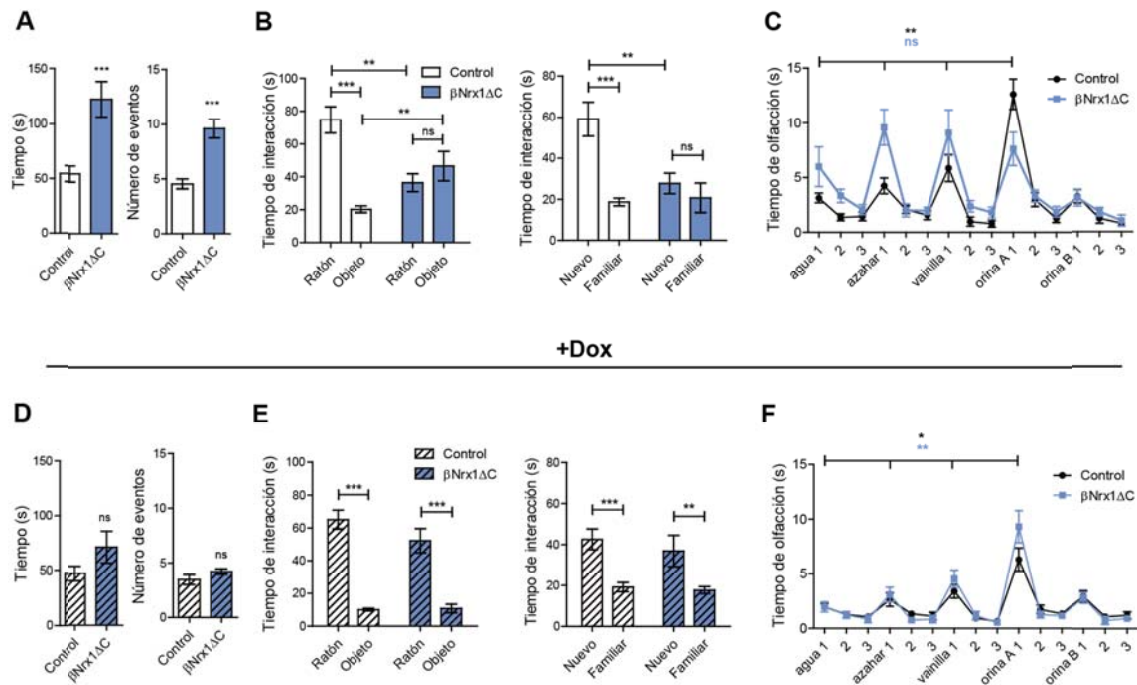 A
B
C
Tiempo (s)
150
100
50
0
***
Control
βNrx1ΔC
Número de eventos
15
10
5
0
***
Control
βNrx1ΔC
Tiempo de interacción (s)
100
80
60
40
20
0
**
***
**
ns
Control
βNrx1ΔC
Ratón
Objeto
Ratón
Objeto
Tiempo de interacción (s)
80
60
40
20
0
**
***
ns
Nuevo
Familiar
Nuevo
Familiar
Tiempo de olfacción (s)
15
10
5
0
**
ns
Control
βNrx1ΔC
agua 1
2
3
azahar 1
2
3
vainilla 1
2
3
orina A 1
2
3
orina B 1
2
3
+Dox
D
E
F
Tiempo (s)
150
100
50
0
ns
Control
βNrx1ΔC
Número de eventos
15
10
5
0
ns
Control
βNrx1ΔC
Tiempo de interacción (s)
100
80
60
40
20
0
***
***
Control
βNrx1ΔC
Ratón
Objeto
Ratón
Objeto
Tiempo de interacción (s)
80
60
40
20
0
***
**
Nuevo
Familiar
Nuevo
Familiar
Tiempo de olfacción (s)
15
10
5
0
*
**
Control
βNrx1ΔC
agua 1
2
3
azahar 1
2
3
vainilla 1
2
3
orina A 1
2
3
orina B 1
2
3